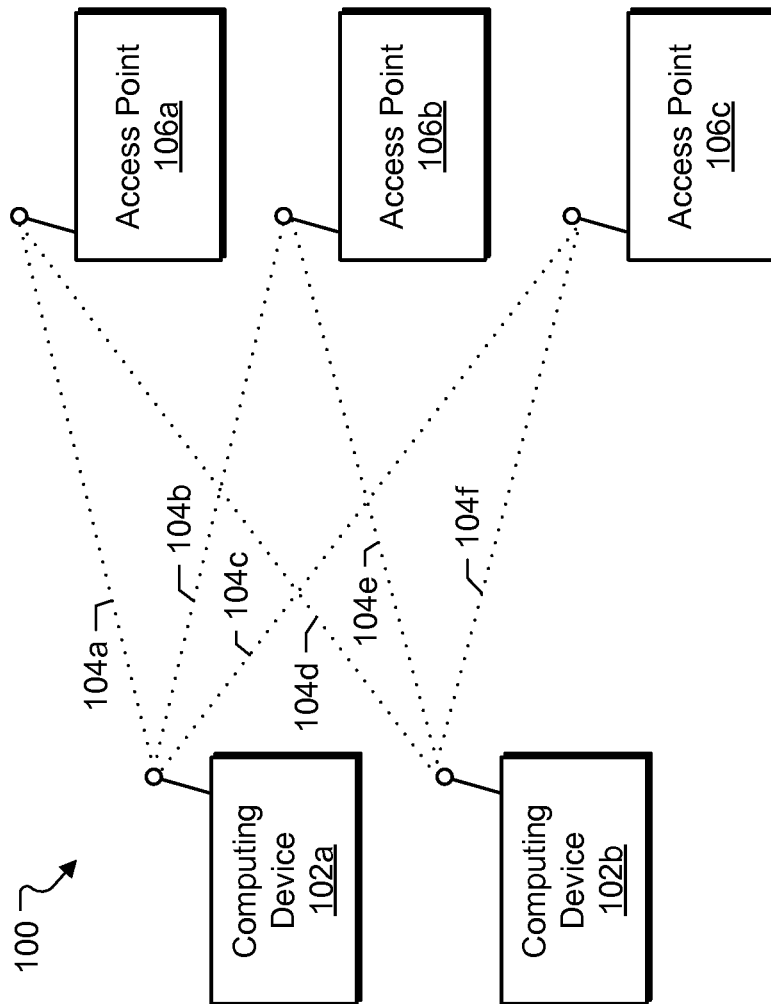 100
Computing
Device
102a
Computing
Device
102b
104a
104b
104c
104d
104e
104f
Access Point
106a
Access Point
106b
Access Point
106c